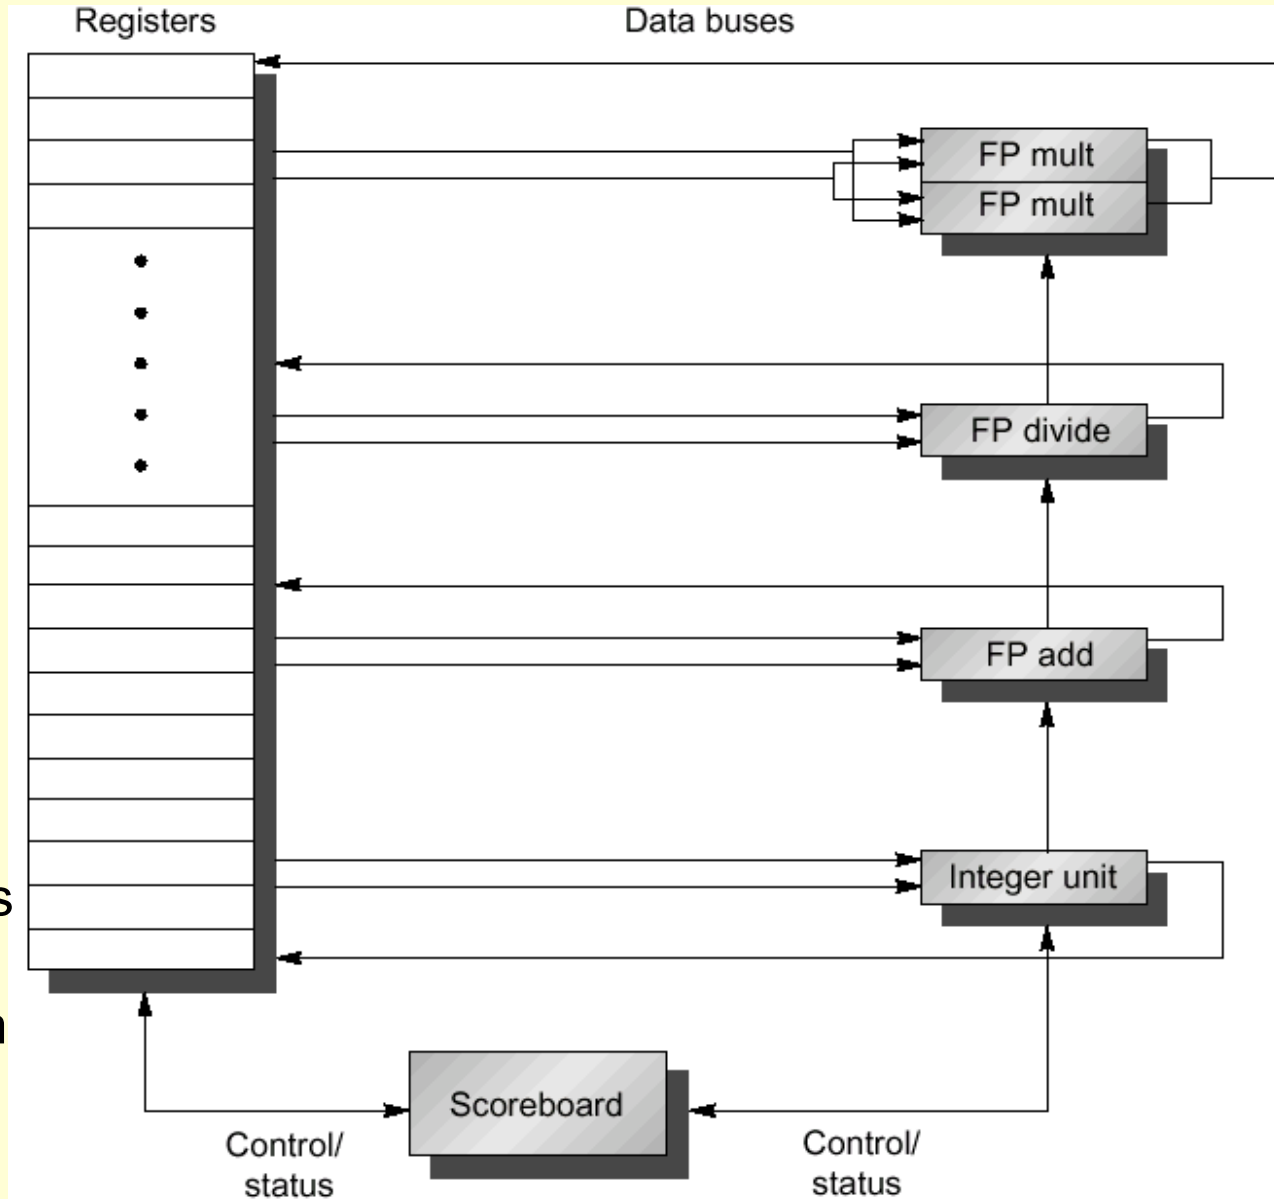 Registers
Data buses
FP mult
FP mult
FP divide
FP add
Integer unit
s
n
Scoreboard
Control/
status
Control/
status